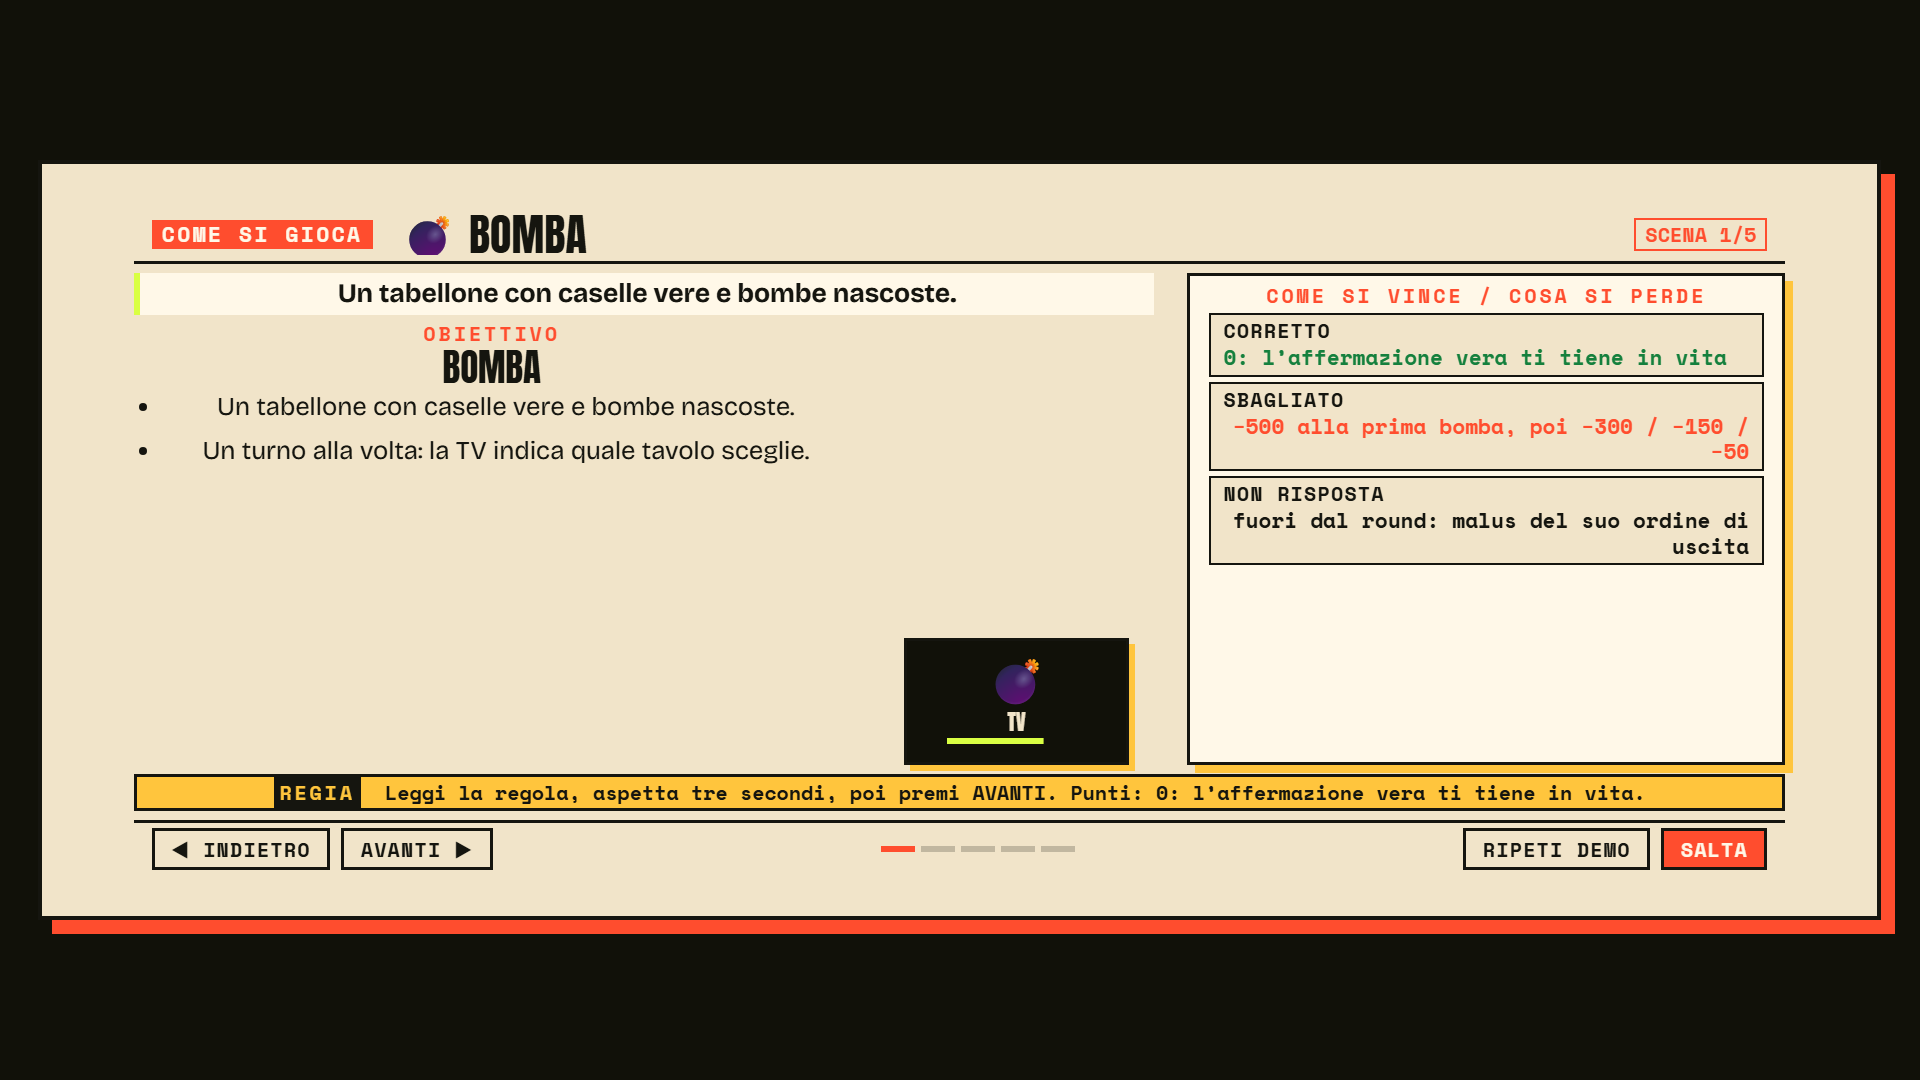 COME SI GIOCA
BOMBA
SCENA 1/5
Un tabellone con caselle vere e bombe nascoste.
OBIETTIVO
BOMBA
• Un tabellone con caselle vere e bombe nascoste.
• Un turno alla volta: la TV indica quale tavolo sceglie.
TV
COME SI VINCE / COSA SI PERDE
CORRETTO
0: l'affermazione vera ti tiene in vita
SBAGLIATO
-500 alla prima bomba, poi -300 / -150 /
-50
NON RISPOSTA
fuori dal round: malus del suo ordine di
uscita
REGIA Leggi la regola, aspetta tre secondi, poi premi AVANTI. Punti: 0: l'affermazione vera ti tiene in vita.
◀ INDIETRO
AVANTI ▶
RIPETI DEMO
SALTA